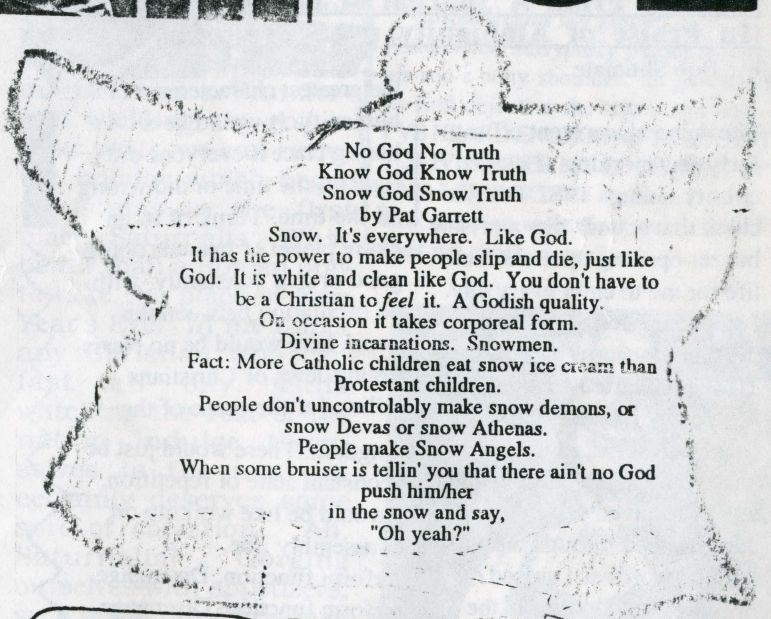 No God No Truth
Know God Know Truth
Snow God Snow Truth
by Pat Garrett
Snow. It's everywhere. Like God.
It has the power to make people slip and die, just like
God. It is white and clean like God. You don't have to
be a Christian to feel it. A Godish quality.
On occasion it takes corporeal form.
Divine incarnations. Snowmen.
Fact: More Catholic children eat snow ice cream than
Protestant children.
People don't uncontrolably make snow demons, or
snow Devas or snow Athenas.
People make Snow Angels.
When some bruiser is tellin' you that there ain't no God
push him/her
in the snow and say,
"Oh yeah?"